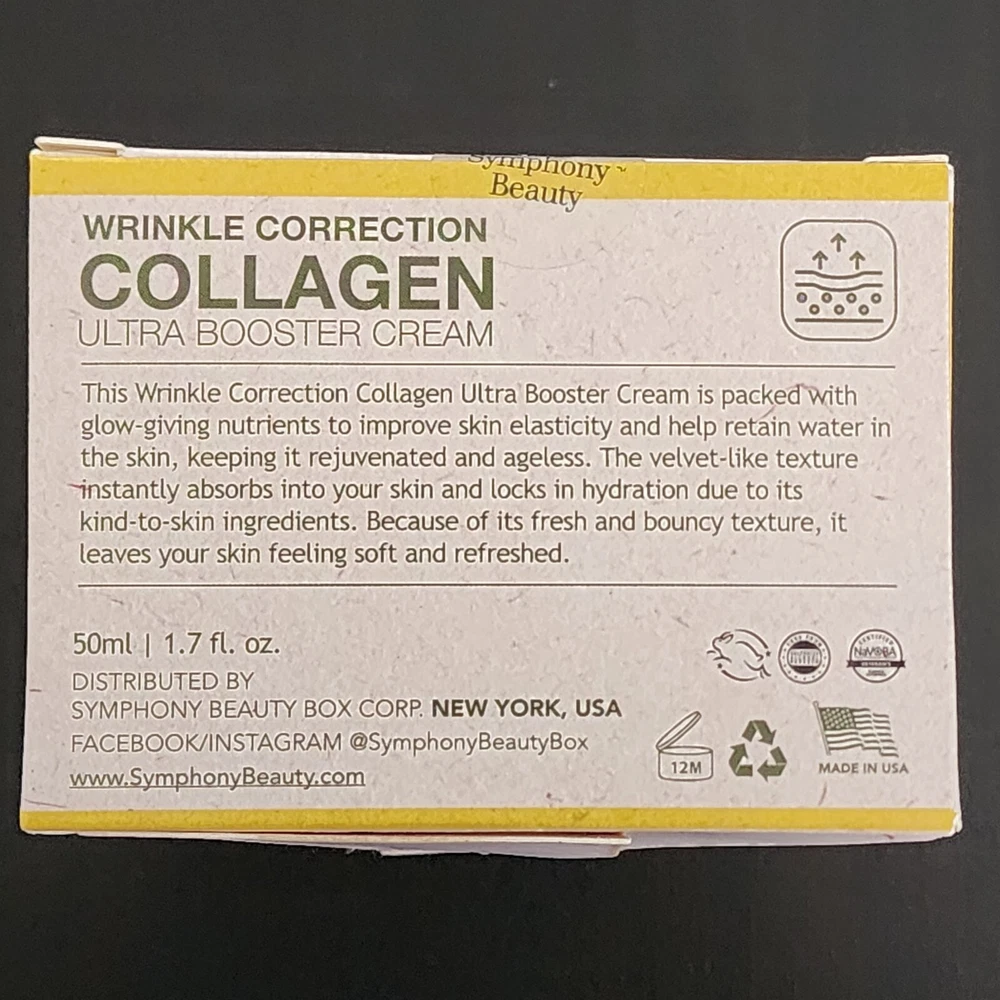 Symphony™
Beauty
WRINKLE CORRECTION
COLLAGEN
ULTRA BOOSTER CREAM
This Wrinkle Correction Collagen Ultra Booster Cream is packed with
glow-giving nutrients to improve skin elasticity and help retain water in
the skin, keeping it rejuvenated and ageless. The velvet-like texture
instantly absorbs into your skin and locks in hydration due to its
kind-to-skin ingredients. Because of its fresh and bouncy texture, it
leaves your skin feeling soft and refreshed.
50ml | 1.7 fl. oz.
DISTRIBUTED BY
SYMPHONY BEAUTY BOX CORP. NEW YORK, USA
FACEBOOK/INSTAGRAM @SymphonyBeautyBox
www.SymphonyBeauty.com
CERTIFIED
NaVOBA
12M
MADE IN USA